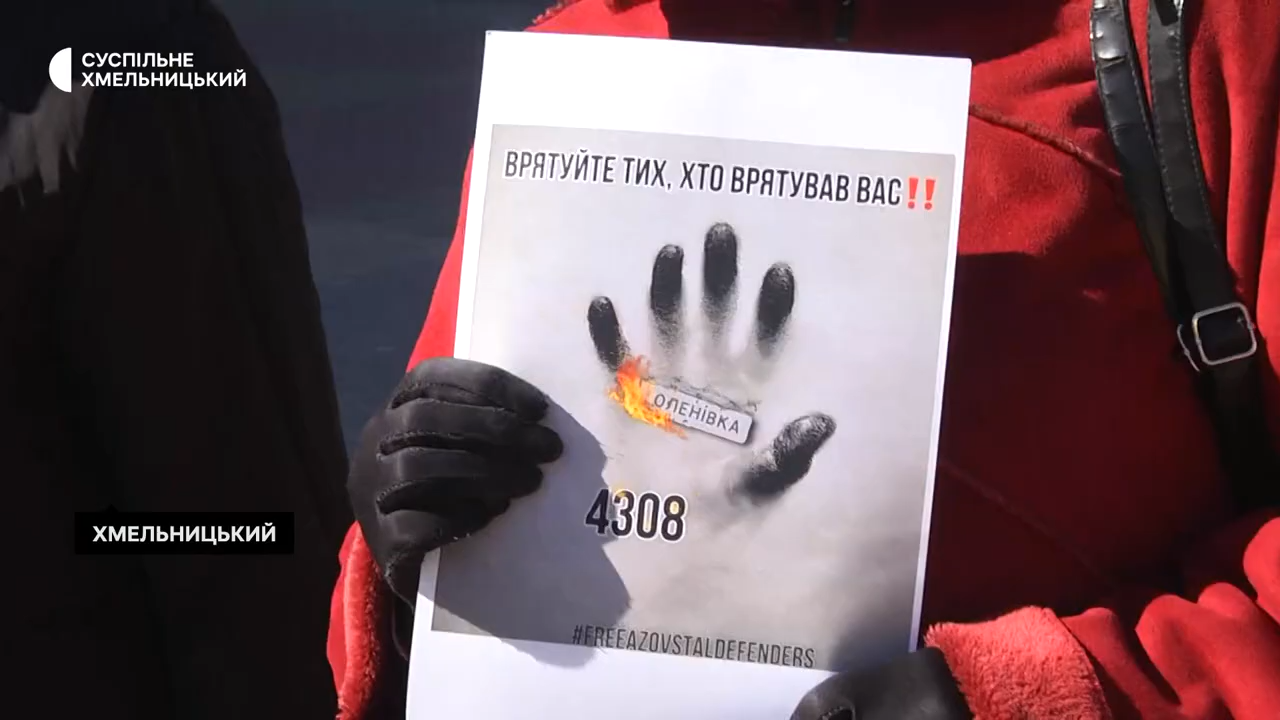 СУСПІЛЬНЕ
ХМЕЛЬНИЦЬКИЙ
ВРЯТУЙТЕ ТИХ, ХТО ВРЯТУВАВ ВАС‼
ОЛЕНІВКА
4308
ХМЕЛЬНИЦЬКИЙ
#FREEAZOVSTALDEFENDERS